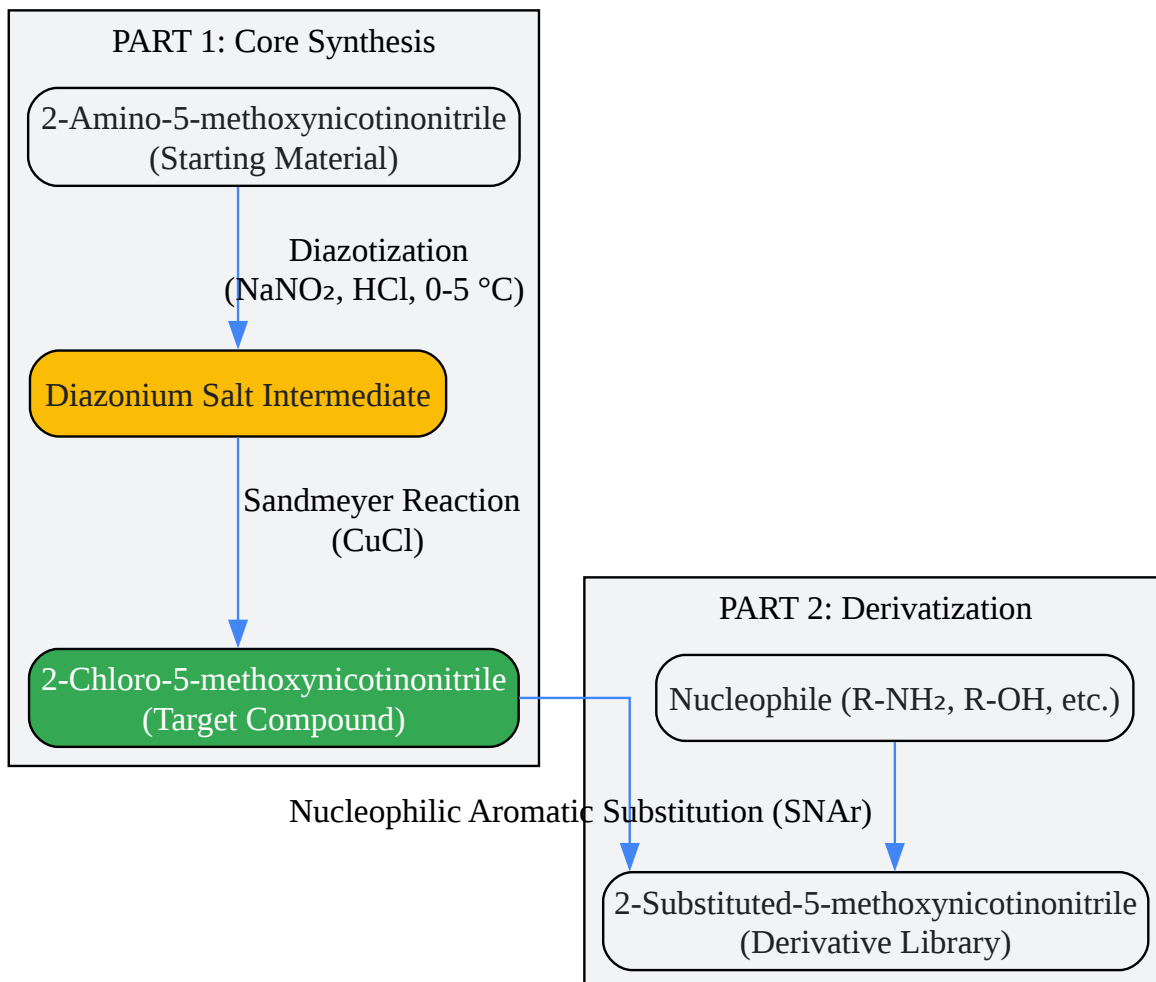 PART 1: Core Synthesis
2-Amino-5-methoxynicotinonitrile
(Starting Material)
Diazotization
(NaNO₂, HCl, 0-5 °C)
Diazonium Salt Intermediate
Sandmeyer Reaction
(CuCl)
2-Chloro-5-methoxynicotinonitrile
(Target Compound)
PART 2: Derivatization
Nucleophile (R-NH₂, R-OH, etc.)
Nucleophilic Aromatic Substitution (SNAr)
2-Substituted-5-methoxynicotinonitrile
(Derivative Library)